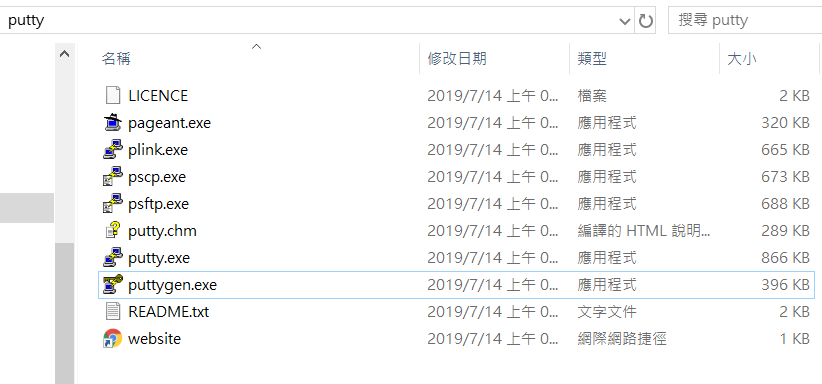 putty
搜尋 putty
名稱 修改日期 類型 大小
LICENCE 2019/7/14 上午 0... 檔案 2 KB
pageant.exe 2019/7/14 上午 0... 應用程式 320 KB
plink.exe 2019/7/14 上午 0... 應用程式 665 KB
pscp.exe 2019/7/14 上午 0... 應用程式 673 KB
psftp.exe 2019/7/14 上午 0... 應用程式 688 KB
putty.chm 2019/7/14 上午 0... 編譯的 HTML 說明... 289 KB
putty.exe 2019/7/14 上午 0... 應用程式 866 KB
puttygen.exe 2019/7/14 上午 0... 應用程式 396 KB
README.txt 2019/7/14 上午 0... 文字文件 2 KB
website 2019/7/14 上午 0... 網際網路捷徑 1 KB